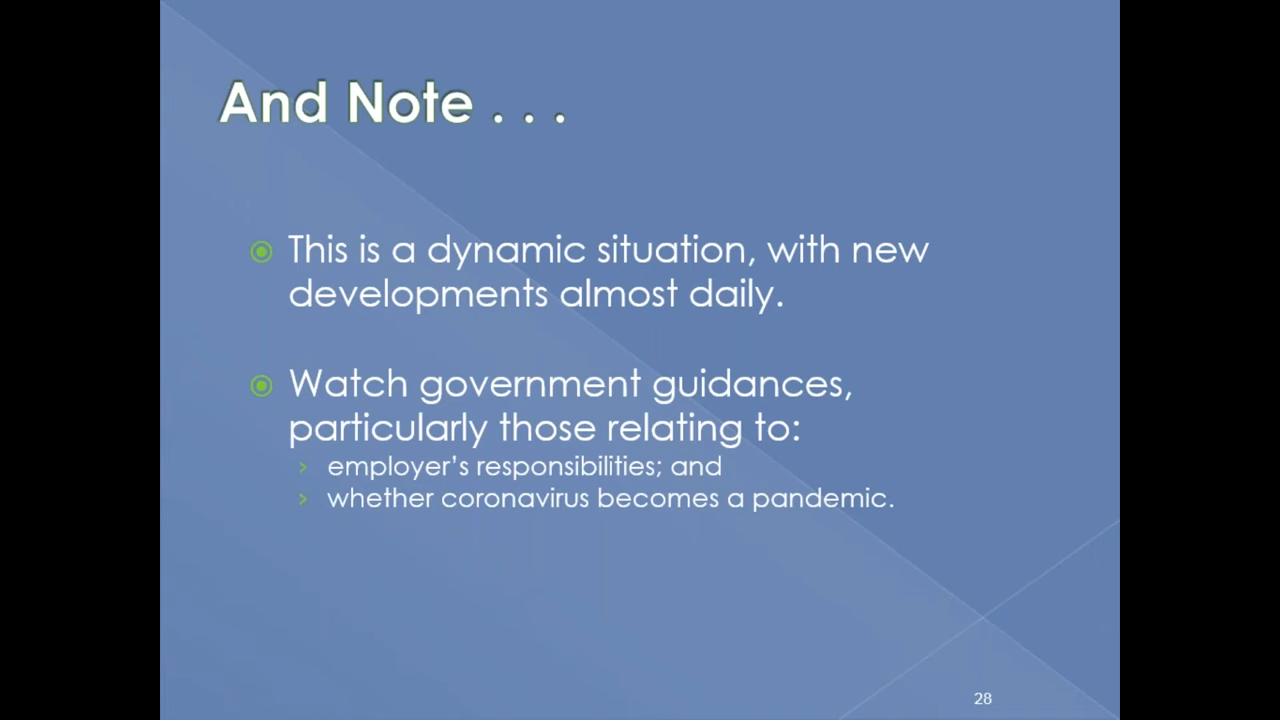 And Note . . .
This is a dynamic situation, with new
developments almost daily.
Watch government guidances,
particularly those relating to:
employer’s responsibilities; and
whether coronavirus becomes a pandemic.
28